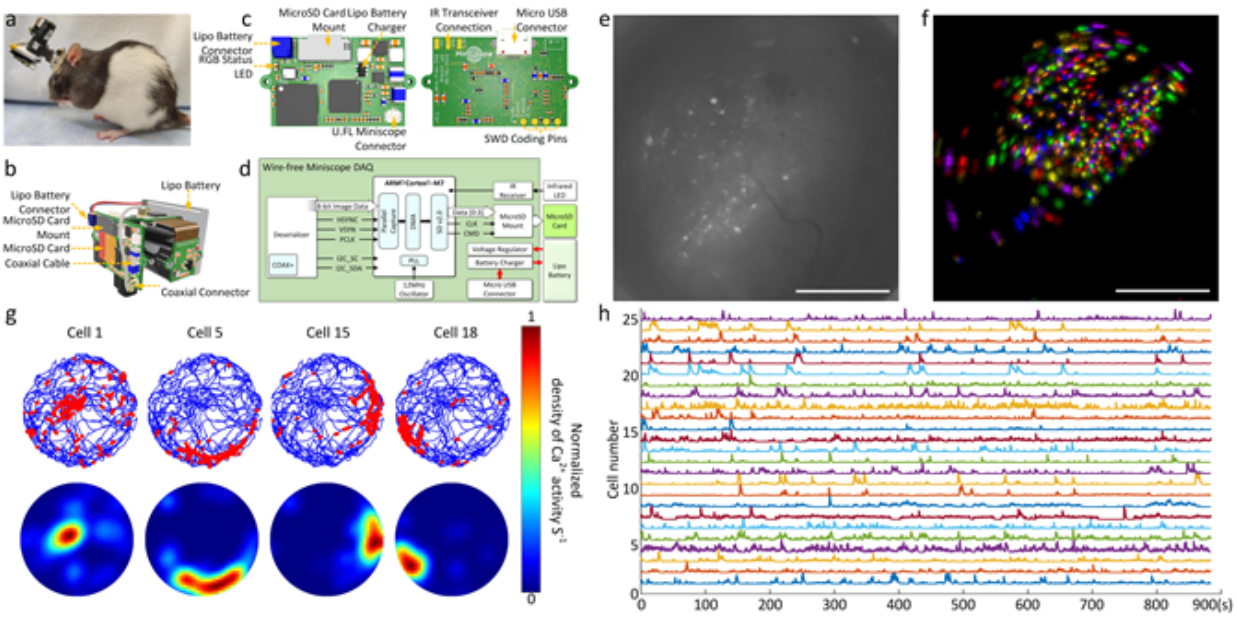 a
c
MicroSD Card
Mount
Lipo Battery
Charger
Lipo Battery
Connector
RGB Status
LED
U.FL Miniscope
Connector
IR Transceiver
Connection
Micro USB
Connector
SWD Coding Pins
e
f
b
Lipo Battery
Lipo Battery
Connector
MicroSD Card
Mount
MicroSD Card
Coaxial Cable
Coaxial Connector
d
Wire-free Miniscope DAQ
8-bit Image Data
Deserializer
HSYNC
VSYN
PCLK
I2C_SC
I2C_SDA
COAX+
Parallel
Capture
DMA
SD v2.0
PLL
12MHz
Oscillator
IR
Receiver
Infrared
LED
Data [0:3]
CLK
CMD
MicroSD
Mount
MicroSD
Card
Voltage Regulator
Battery Charger
Lipo
Battery
Micro USB
Connector
g
Cell 1
Cell 5
Cell 15
Cell 18
1
Normalized
density of Ca²⁺ activity S⁻¹
0
h
25
20
15
10
5
0
Cell number
0 100 200 300 400 500 600 700 800 900(s)